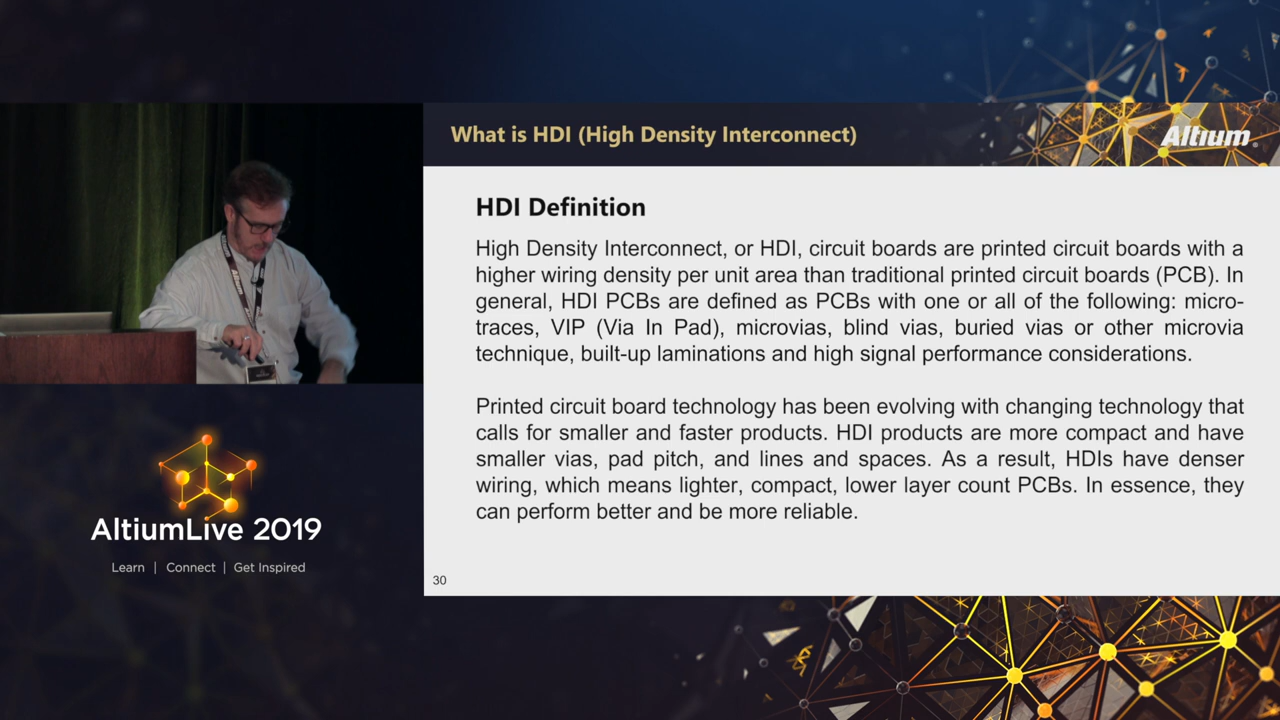 What is HDI (High Density Interconnect)
Altium
HDI Definition
High Density Interconnect, or HDI, circuit boards are printed circuit boards with a
higher wiring density per unit area than traditional printed circuit boards (PCB). In
general, HDI PCBs are defined as PCBs with one or all of the following: micro-
traces, VIP (Via In Pad), microvias, blind vias, buried vias or other microvia
technique, built-up laminations and high signal performance considerations.
Printed circuit board technology has been evolving with changing technology that
calls for smaller and faster products. HDI products are more compact and have
smaller vias, pad pitch, and lines and spaces. As a result, HDIs have denser
wiring, which means lighter, compact, lower layer count PCBs. In essence, they
can perform better and be more reliable.
30
AltiumLive 2019
Learn | Connect | Get Inspired